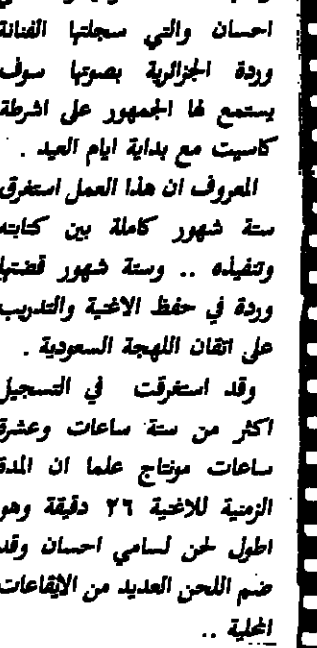 احسان والتي سجلتها الفنانة
وردة الجزائرية بصوتها سوف
يستمع لها الجمهور على اشرطة
كاسيت مع بداية ايام العيد .
المعروف ان هذا العمل استغرق
ستة شهور كاملة بين كتابته
وتنفيذه .. وستة شهور قضتها
وردة في حفظ الاغنية والتدريب
على اتقان اللهجة السعودية .
وقد استغرقت في التسجيل
اكثر من ستة ساعات وعشرة
ساعات مونتاج علما ان المدة
الزمنية للاغنية ٢٦ دقيقة وهو
اطول لحن لسامي احسان وقد
ضم اللحن العديد من الايقاعات
المحلية ..